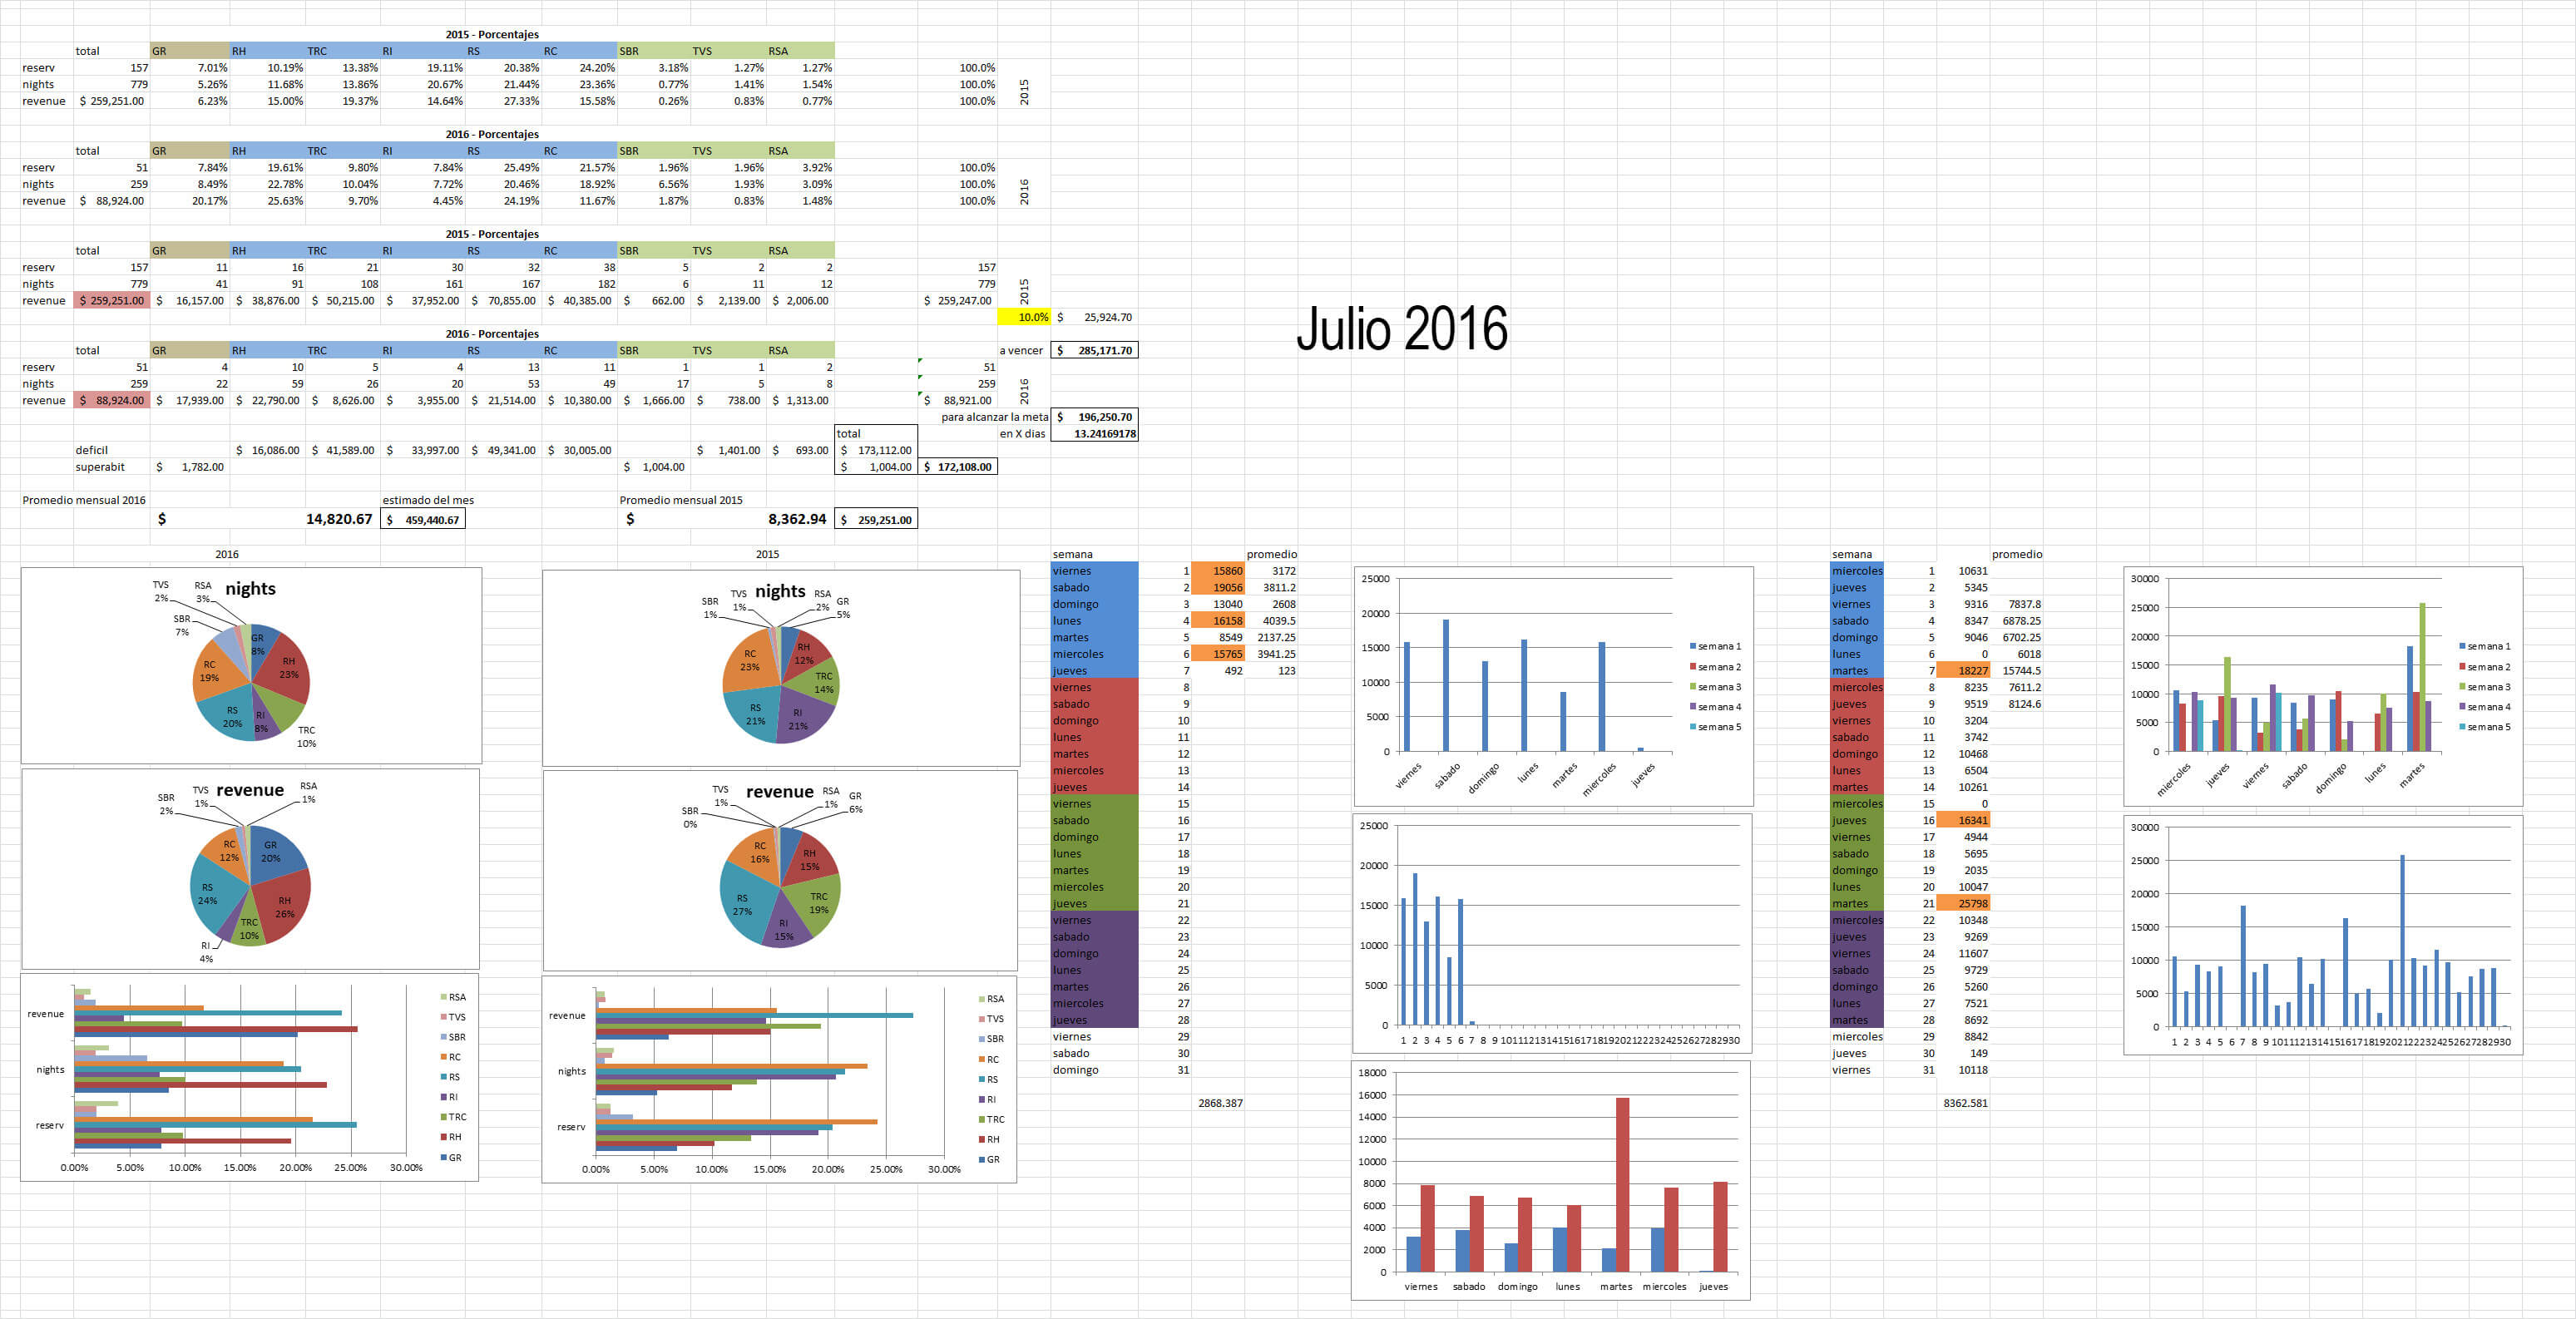 2015 - Porcentajes
total GR RH TRC RI RS RC SBR TVS RSA
reserv 157 7.01% 10.19% 13.38% 19.11% 20.38% 24.20% 3.18% 1.27% 1.27% 100.0%
nights 779 5.26% 11.68% 13.86% 20.67% 21.44% 23.36% 0.77% 1.41% 1.54% 100.0%
revenue $ 259,251.00 6.23% 15.00% 19.37% 14.64% 27.33% 15.58% 0.26% 0.83% 0.77% 100.0%
2015
2016 - Porcentajes
total GR RH TRC RI RS RC SBR TVS RSA
reserv 51 7.84% 19.61% 9.80% 7.84% 25.49% 21.57% 1.96% 1.96% 3.92% 100.0%
nights 259 8.49% 22.78% 10.04% 7.72% 20.46% 18.92% 6.56% 1.93% 3.09% 100.0%
revenue $ 88,924.00 20.17% 25.63% 9.70% 4.45% 24.19% 11.67% 1.87% 0.83% 1.48% 100.0%
2016
2015 - Porcentajes
total GR RH TRC RI RS RC SBR TVS RSA
reserv 157 11 16 21 30 32 38 5 2 2 157
nights 779 41 91 108 161 167 182 6 11 12 779
revenue $ 259,251.00 $ 16,157.00 $ 38,876.00 $ 50,215.00 $ 37,952.00 $ 70,855.00 $ 40,385.00 $ 662.00 $ 2,139.00 $ 2,006.00 $ 259,247.00
2015
10.0% $ 25,924.70
2016 - Porcentajes
total GR RH TRC RI RS RC SBR TVS RSA a vencer $ 285,171.70
reserv 51 4 10 5 4 13 11 1 1 2 51
nights 259 22 59 26 20 53 49 17 5 8 259
revenue $ 88,924.00 $ 17,939.00 $ 22,790.00 $ 8,626.00 $ 3,955.00 $ 21,514.00 $ 10,380.00 $ 1,666.00 $ 738.00 $ 1,313.00 $ 88,921.00
2016
para alcanzar la meta $ 196,250.70
total en X dias 13.24169178
deficil $ 16,086.00 $ 41,589.00 $ 33,997.00 $ 49,341.00 $ 30,005.00 $ 1,401.00 $ 693.00 $ 173,112.00
superabit $ 1,782.00 $ 1,004.00 $ 1,004.00 $ 172,108.00
Julio 2016
Promedio mensual 2016 estimado del mes Promedio mensual 2015
$ 14,820.67 $ 459,440.67 $ 8,362.94 $ 259,251.00
2016
nights
TVS 2%
RSA 3%
SBR 7%
GR 8%
RH 23%
RC 19%
RS 20%
RI 8%
TRC 10%
revenue
SBR 2%
TVS 1%
RSA 1%
RC 12%
GR 20%
RS 24%
RH 26%
TRC 10%
RI 4%
revenue
nights
reserv
0.00% 5.00% 10.00% 15.00% 20.00% 25.00% 30.00%
RSA
TVS
SBR
RC
RS
RI
TRC
RH
GR
2015
nights
SBR 1%
TVS 1%
RSA 2%
GR 5%
RH 12%
RC 23%
TRC 14%
RS 21%
RI 21%
revenue
SBR 0%
TVS 1%
RSA 1%
GR 6%
RC 16%
RH 15%
RS 27%
TRC 19%
RI 15%
revenue
nights
reserv
0.00% 5.00% 10.00% 15.00% 20.00% 25.00% 30.00%
RSA
TVS
SBR
RC
RS
RI
TRC
RH
GR
semana promedio
viernes 1 15860 3172
sabado 2 19056 3811.2
domingo 3 13040 2608
lunes 4 16158 4039.5
martes 5 8549 2137.25
miercoles 6 15765 3941.25
jueves 7 492 123
viernes 8
sabado 9
domingo 10
lunes 11
martes 12
miercoles 13
jueves 14
viernes 15
sabado 16
domingo 17
lunes 18
martes 19
miercoles 20
jueves 21
viernes 22
sabado 23
domingo 24
lunes 25
martes 26
miercoles 27
jueves 28
viernes 29
sabado 30
domingo 31
2868.387
25000
20000
15000
10000
5000
0
viernes sabado domingo lunes martes miercoles jueves
semana 1
semana 2
semana 3
semana 4
semana 5
25000
20000
15000
10000
5000
0
1 2 3 4 5 6 7 8 9 101112131415161718192021222324252627282930
18000
16000
14000
12000
10000
8000
6000
4000
2000
0
viernes sabado domingo lunes martes miercoles jueves
semana promedio
miercoles 1 10631
jueves 2 5345
viernes 3 9316 7837.8
sabado 4 8347 6878.25
domingo 5 9046 6702.25
lunes 6 0 6018
martes 7 18227 15744.5
miercoles 8 8235 7611.2
jueves 9 9519 8124.6
viernes 10 3204
sabado 11 3742
domingo 12 10468
lunes 13 6504
martes 14 10261
miercoles 15 0
jueves 16 16341
viernes 17 4944
sabado 18 5695
domingo 19 2035
lunes 20 10047
martes 21 25798
miercoles 22 10348
jueves 23 9269
viernes 24 11607
sabado 25 9729
domingo 26 5260
lunes 27 7521
martes 28 8692
miercoles 29 8842
jueves 30 149
viernes 31 10118
8362.581
30000
25000
20000
15000
10000
5000
0
miercoles jueves viernes sabado domingo lunes martes
semana 1
semana 2
semana 3
semana 4
semana 5
30000
25000
20000
15000
10000
5000
0
1 2 3 4 5 6 7 8 9 101112131415161718192021222324252627282930